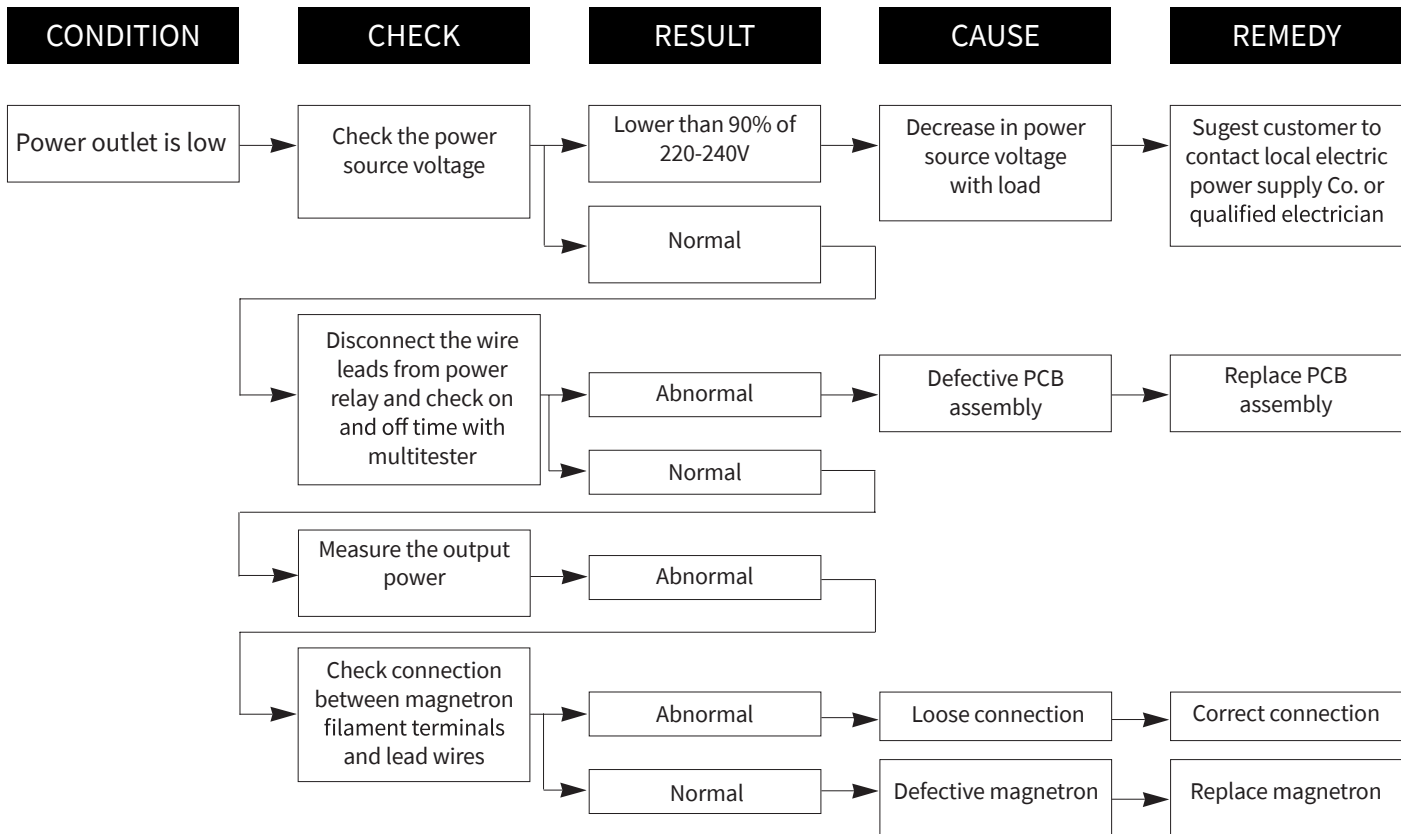 CONDITION
CHECK
RESULT
CAUSE
REMEDY
Power outlet is low
Check the power
source voltage
Lower than 90% of
220-240V
Decrease in power
source voltage
with load
Sugest customer to
contact local electric
power supply Co. or
qualified electrician
Normal
Disconnect the wire
leads from power
relay and check on
and off time with
multitester
Abnormal
Defective PCB
assembly
Replace PCB
assembly
Normal
Measure the output
power
Abnormal
Check connection
between magnetron
filament terminals
and lead wires
Abnormal
Loose connection
Correct connection
Normal
Defective magnetron
Replace magnetron